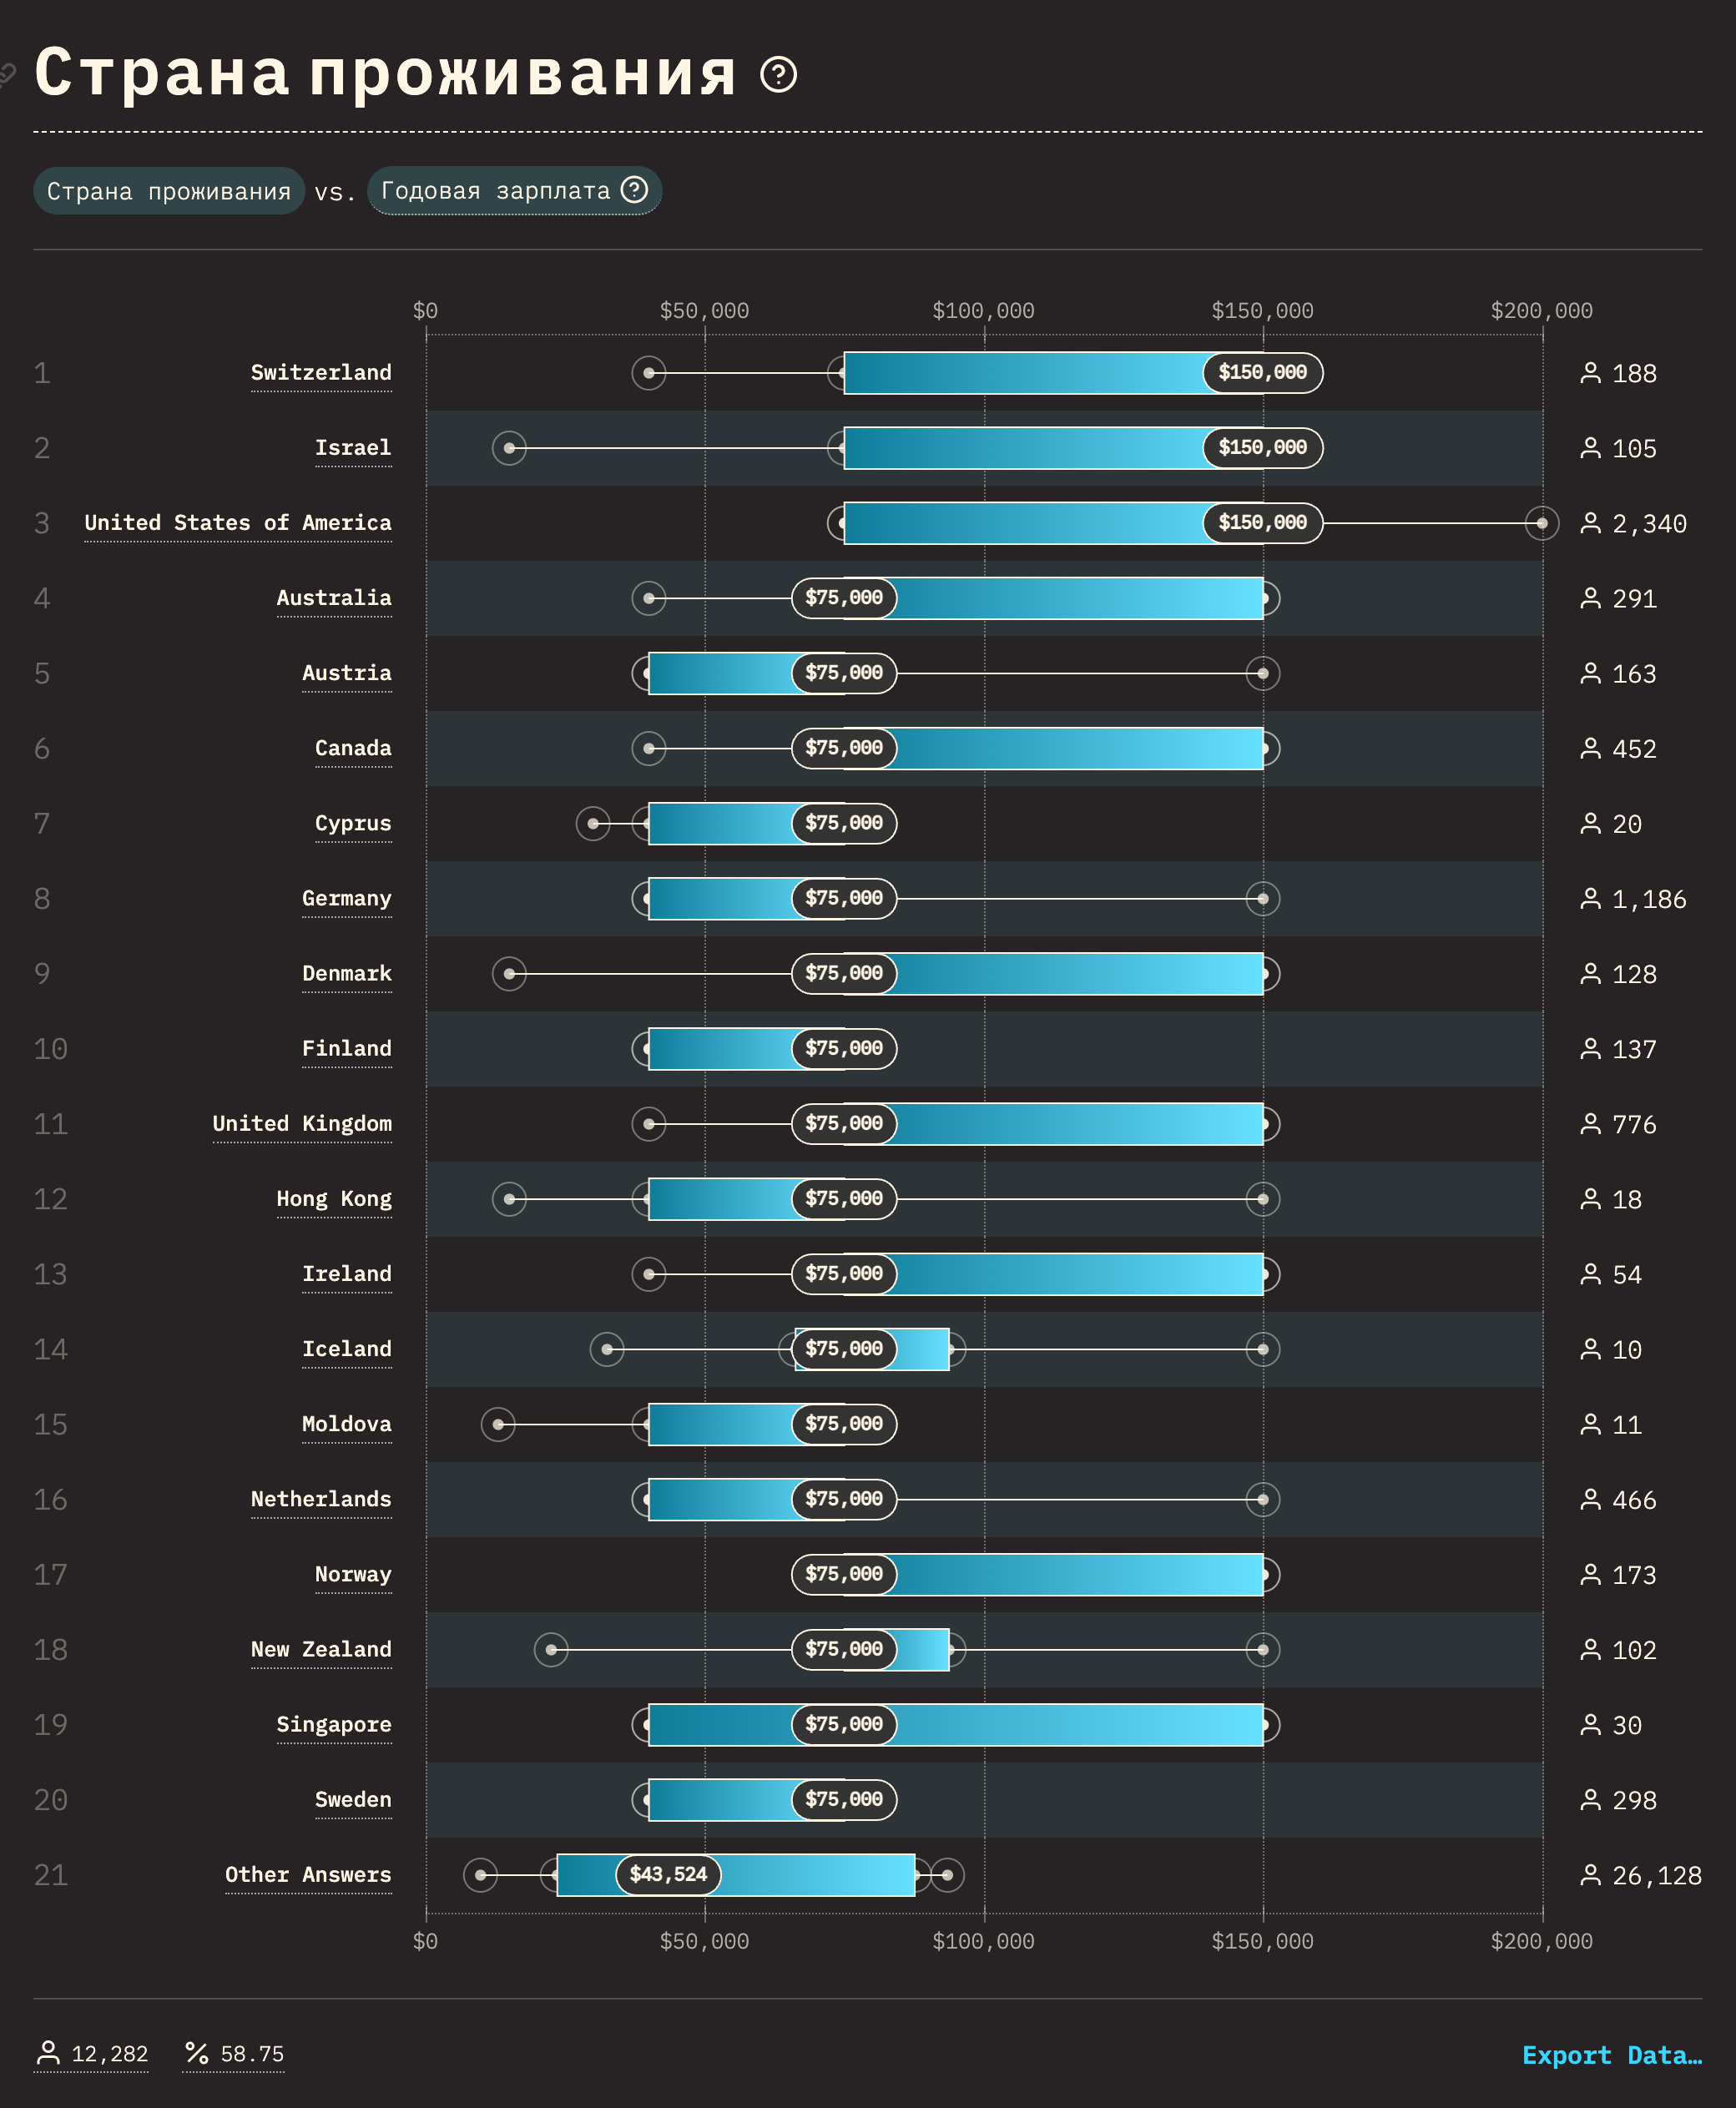 Страна проживания
Страна проживания vs. Годовая зарплата
$0 $50,000 $100,000 $150,000 $200,000
1 Switzerland $150,000 188
2 Israel $150,000 105
3 United States of America $150,000 2,340
4 Australia $75,000 291
5 Austria $75,000 163
6 Canada $75,000 452
7 Cyprus $75,000 20
8 Germany $75,000 1,186
9 Denmark $75,000 128
10 Finland $75,000 137
11 United Kingdom $75,000 776
12 Hong Kong $75,000 18
13 Ireland $75,000 54
14 Iceland $75,000 10
15 Moldova $75,000 11
16 Netherlands $75,000 466
17 Norway $75,000 173
18 New Zealand $75,000 102
19 Singapore $75,000 30
20 Sweden $75,000 298
21 Other Answers $43,524 26,128
$0 $50,000 $100,000 $150,000 $200,000
12,282 % 58.75 Export Data…